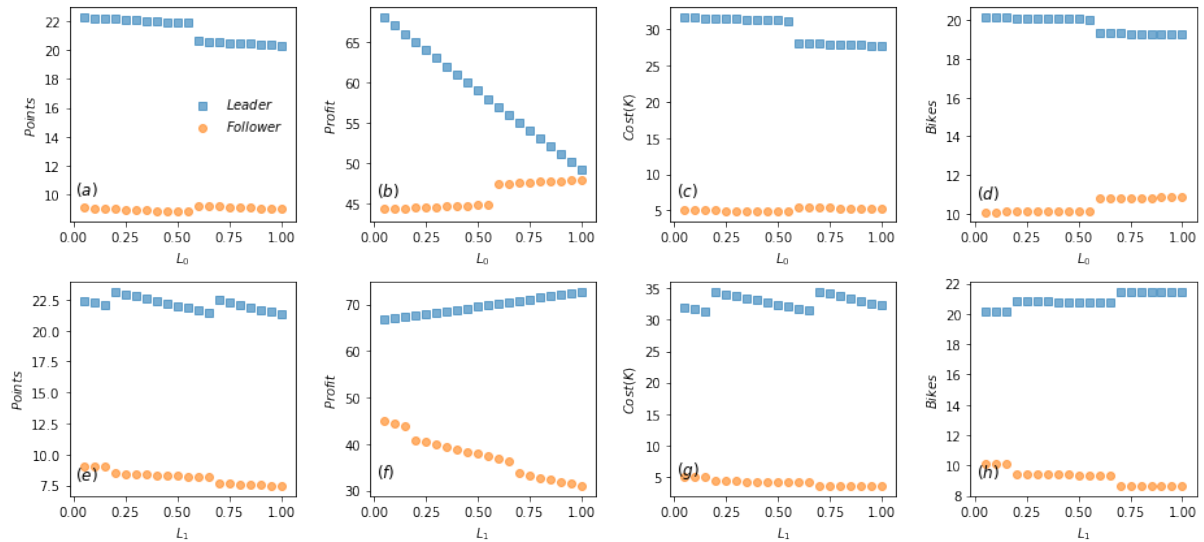 22
20
18
16
14
12
10
Points
Leader
Follower
(a)
0.00 0.25 0.50 0.75 1.00
L₀
65
60
55
50
45
Profit
(b)
0.00 0.25 0.50 0.75 1.00
L₀
30
25
20
15
10
5
Cost(K)
(c)
0.00 0.25 0.50 0.75 1.00
L₀
20
18
16
14
12
10
Bikes
(d)
0.00 0.25 0.50 0.75 1.00
L₀
22.5
20.0
17.5
15.0
12.5
10.0
7.5
Points
(e)
0.00 0.25 0.50 0.75 1.00
L₁
70
60
50
40
30
Profit
(f)
0.00 0.25 0.50 0.75 1.00
L₁
35
30
25
20
15
10
5
Cost(K)
(g)
0.00 0.25 0.50 0.75 1.00
L₁
22
20
18
16
14
12
10
8
Bikes
(h)
0.00 0.25 0.50 0.75 1.00
L₁